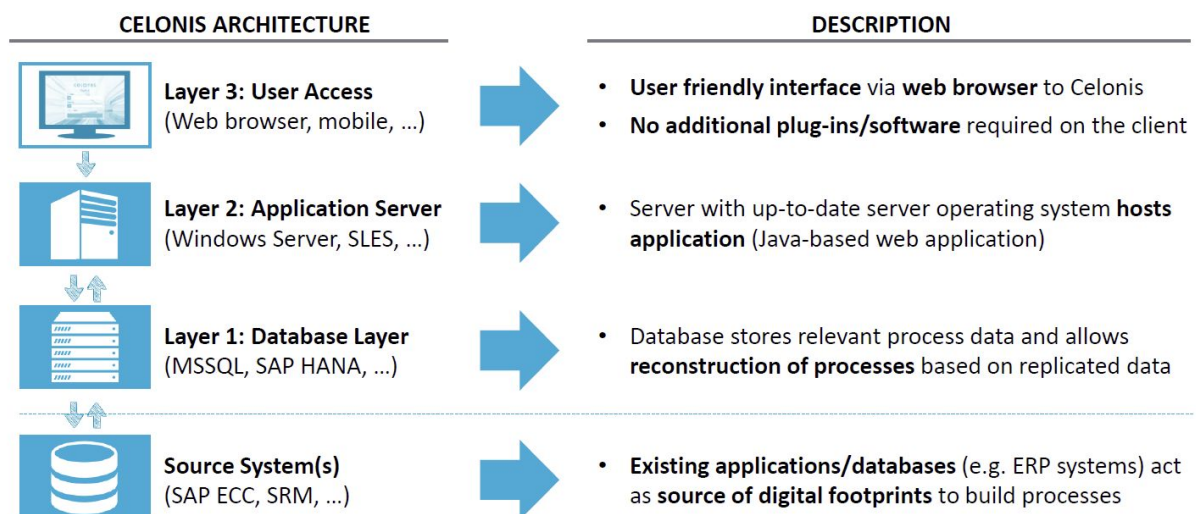 CELONIS ARCHITECTURE
DESCRIPTION
Layer 3: User Access
(Web browser, mobile, ...)
• User friendly interface via web browser to Celonis
• No additional plug-ins/software required on the client
Layer 2: Application Server
(Windows Server, SLES, ...)
• Server with up-to-date server operating system hosts
application (Java-based web application)
Layer 1: Database Layer
(MSSQL, SAP HANA, ...)
• Database stores relevant process data and allows
reconstruction of processes based on replicated data
Source System(s)
(SAP ECC, SRM, ...)
• Existing applications/databases (e.g. ERP systems) act
as source of digital footprints to build processes